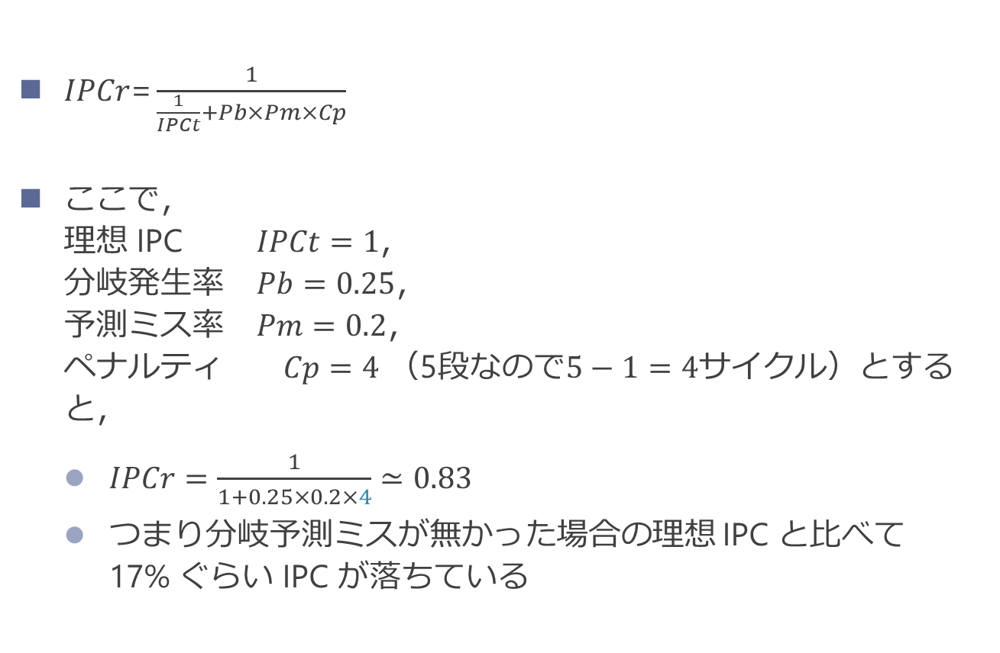 ■ IPCr = \frac{1}{\frac{1}{IPCt}+Pb×Pm×Cp}
■ ここで,
理想 IPC IPCt = 1,
分岐発生率 Pb = 0.25,
予測ミス率 Pm = 0.2,
ペナルティ Cp = 4 （5段なので5 − 1 = 4サイクル）とする
と,
● IPCr = \frac{1}{1+0.25×0.2×4} ≃ 0.83
● つまり分岐予測ミスが無かった場合の理想 IPC と比べて
17% ぐらい IPC が落ちている